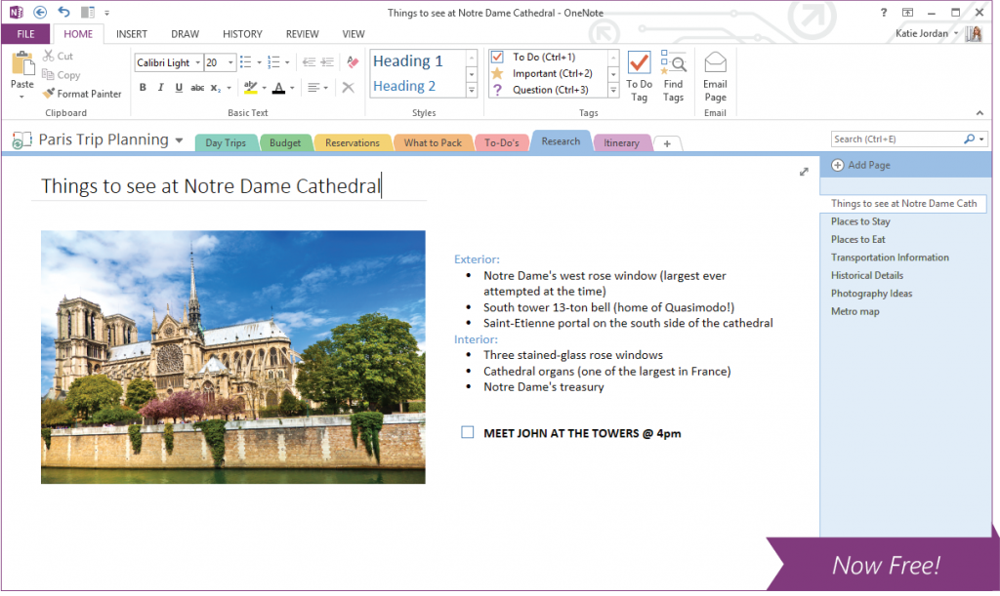 Things to see at Notre Dame Cathedral - OneNote
?
FILE HOME INSERT DRAW HISTORY REVIEW VIEW
Katie Jordan
Paste
Cut
Copy
Format Painter
Clipboard
Calibri Light 20
B I U abc X₂ A
Basic Text
Heading 1
Heading 2
Styles
To Do (Ctrl+1)
Important (Ctrl+2)
? Question (Ctrl+3)
To Do
Tag
Find
Tags
Tags
Email
Page
Email
Paris Trip Planning
Day Trips Budget Reservations What to Pack To-Do's Research Itinerary +
Search (Ctrl+E)
Things to see at Notre Dame Cathedral
Exterior:
• Notre Dame's west rose window (largest ever
attempted at the time)
• South tower 13-ton bell (home of Quasimodo!)
• Saint-Etienne portal on the south side of the cathedral
Interior:
• Three stained-glass rose windows
• Cathedral organs (one of the largest in France)
• Notre Dame's treasury
MEET JOHN AT THE TOWERS @ 4pm
Add Page
Things to see at Notre Dame Cath
Places to Stay
Places to Eat
Transportation Information
Historical Details
Photography Ideas
Metro map
Now Free!